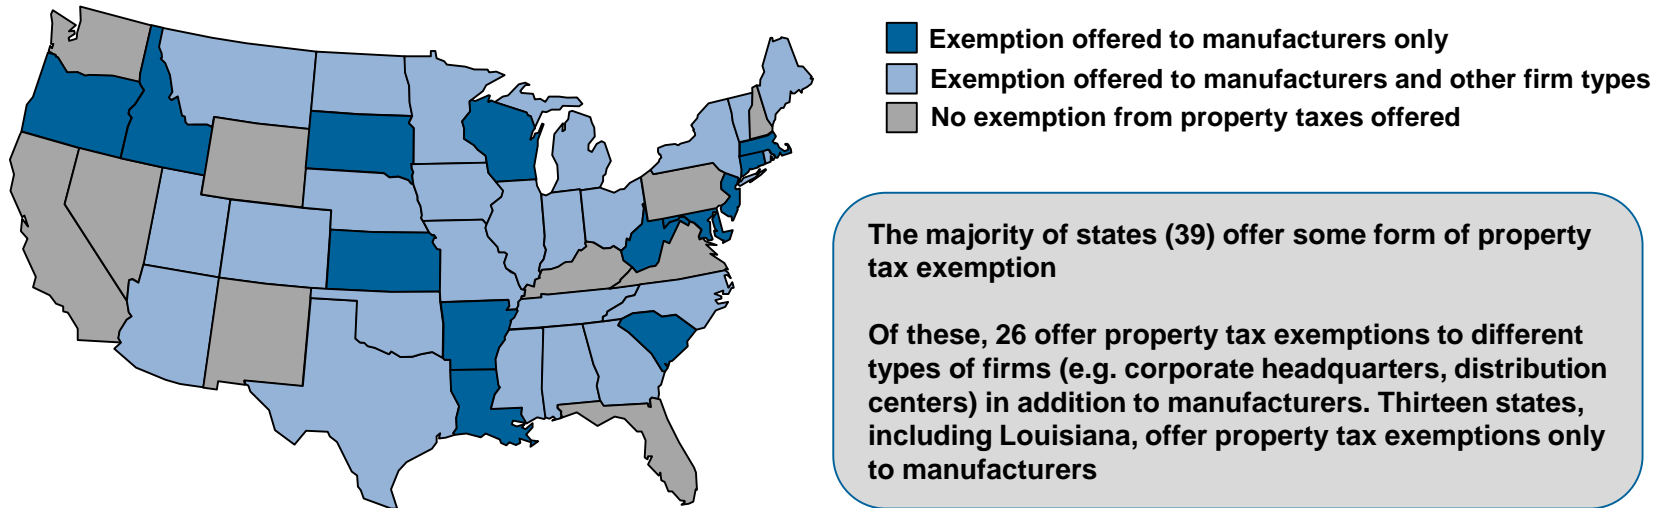 Exemption offered to manufacturers only
Exemption offered to manufacturers and other firm types
No exemption from property taxes offered
The majority of states (39) offer some form of property
tax exemption
Of these, 26 offer property tax exemptions to different
types of firms (e.g. corporate headquarters, distribution
centers) in addition to manufacturers. Thirteen states,
including Louisiana, offer property tax exemptions only
to manufacturers